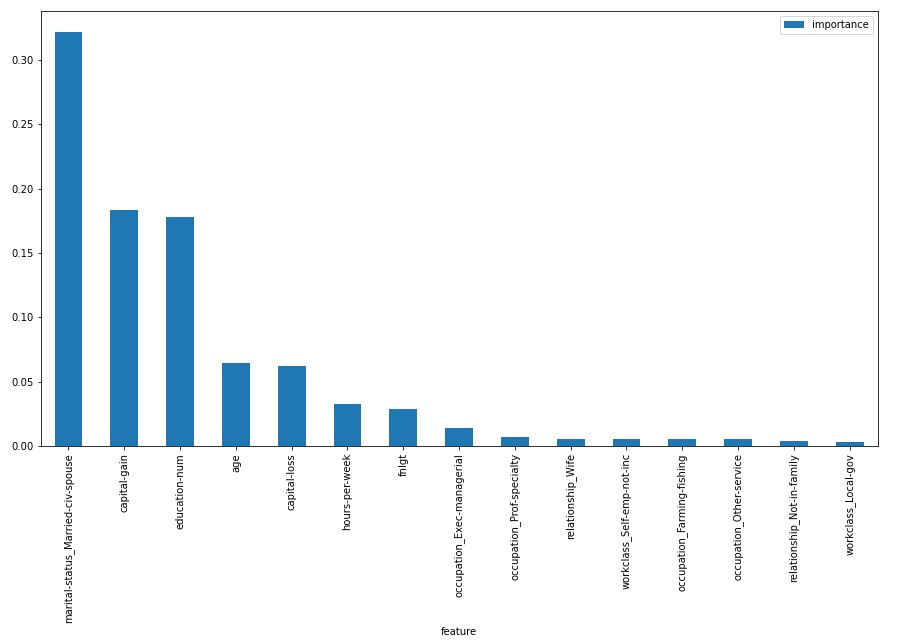 importance
0.30
0.25
0.20
0.15
0.10
0.05
0.00
marital-status_Married-civ-spouse
capital-gain
education-num
age
capital-loss
hours-per-week
fnlgt
occupation_Exec-managerial
occupation_Prof-specialty
relationship_Wife
workclass_Self-emp-not-inc
occupation_Farming-fishing
occupation_Other-service
relationship_Not-in-family
workclass_Local-gov
feature